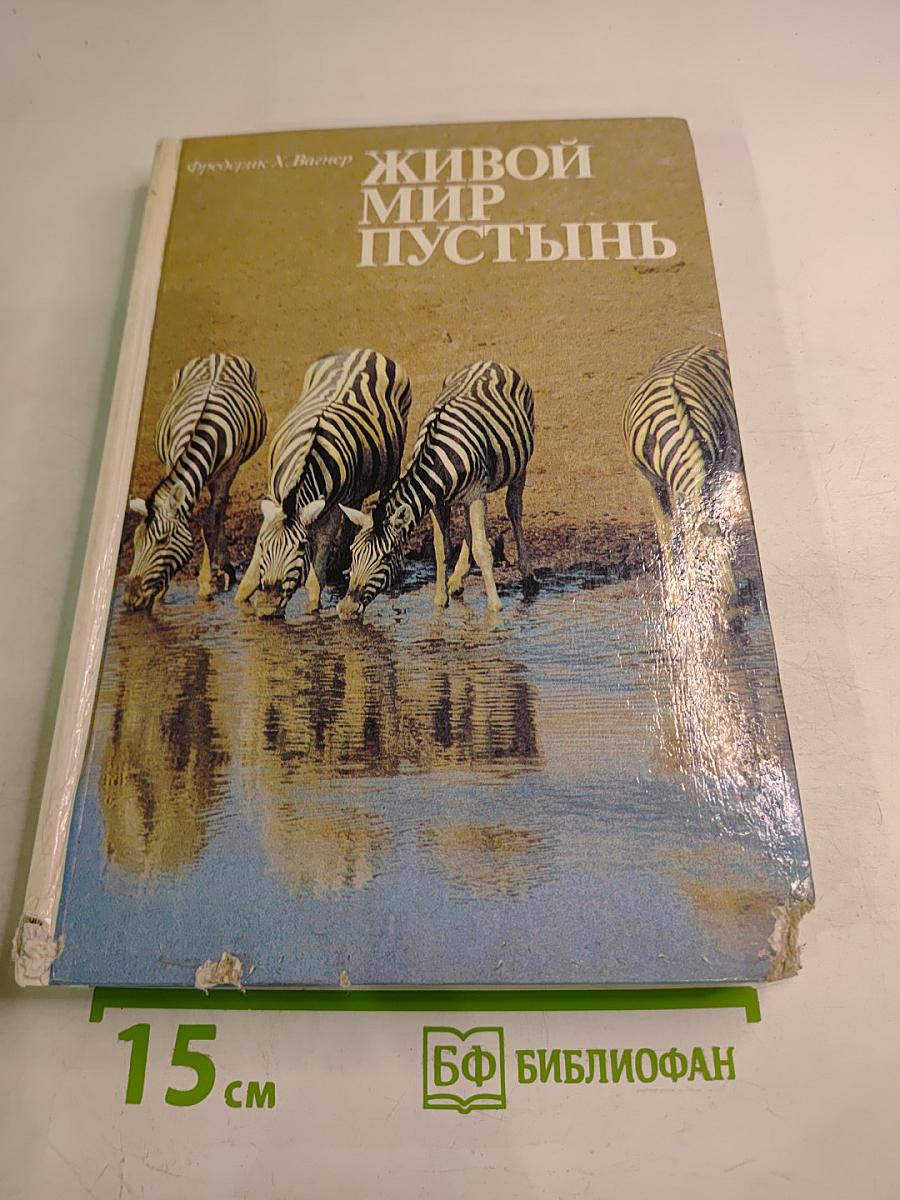 Фредерик Х. Вагнер
ЖИВОЙ
МИР
ПУСТЫНЬ
15 см
БФ БИБЛИОФАН